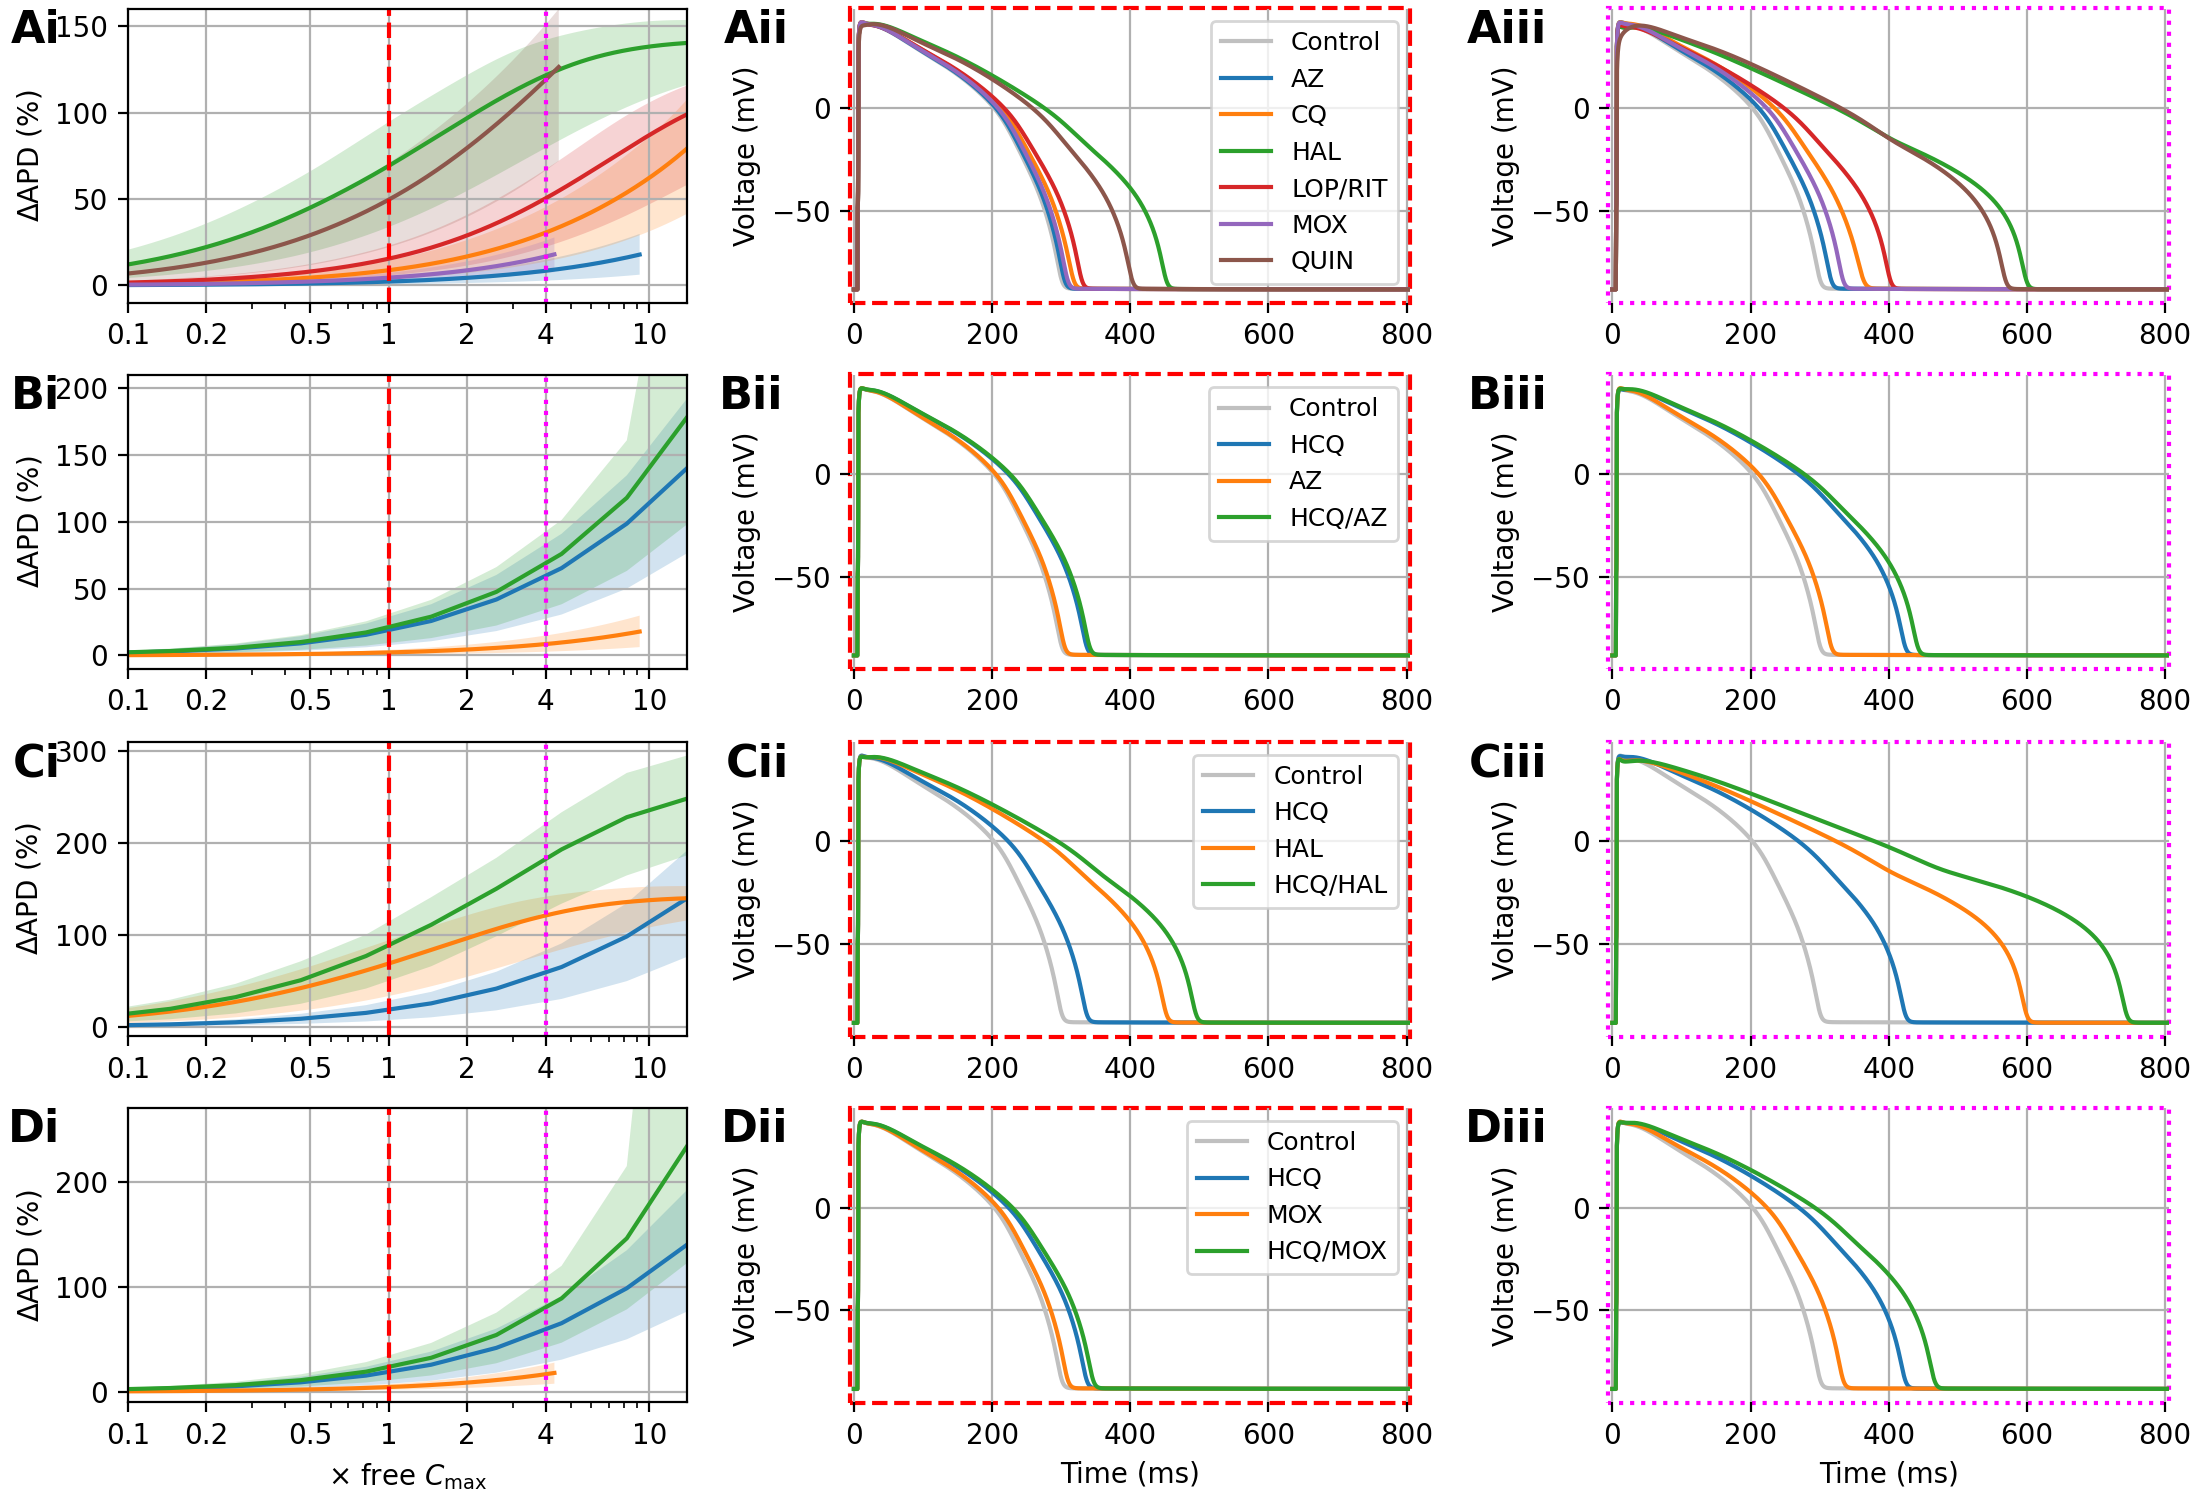 Ai
ΔAPD (%)
150
100
50
0
0.1 0.2 0.5 1 2 4 10
Aii
Voltage (mV)
0
−50
0 200 400 600 800
Control
AZ
CQ
HAL
LOP/RIT
MOX
QUIN
Aiii
Voltage (mV)
0
−50
0 200 400 600 800
Bi
ΔAPD (%)
200
150
100
50
0
0.1 0.2 0.5 1 2 4 10
Bii
Voltage (mV)
0
−50
0 200 400 600 800
Control
HCQ
AZ
HCQ/AZ
Biii
Voltage (mV)
0
−50
0 200 400 600 800
Ci
ΔAPD (%)
300
200
100
0
0.1 0.2 0.5 1 2 4 10
Cii
Voltage (mV)
0
−50
0 200 400 600 800
Control
HCQ
HAL
HCQ/HAL
Ciii
Voltage (mV)
0
−50
0 200 400 600 800
Di
ΔAPD (%)
200
100
0
0.1 0.2 0.5 1 2 4 10
× free Cmax
Dii
Voltage (mV)
0
−50
0 200 400 600 800
Time (ms)
Control
HCQ
MOX
HCQ/MOX
Diii
Voltage (mV)
0
−50
0 200 400 600 800
Time (ms)